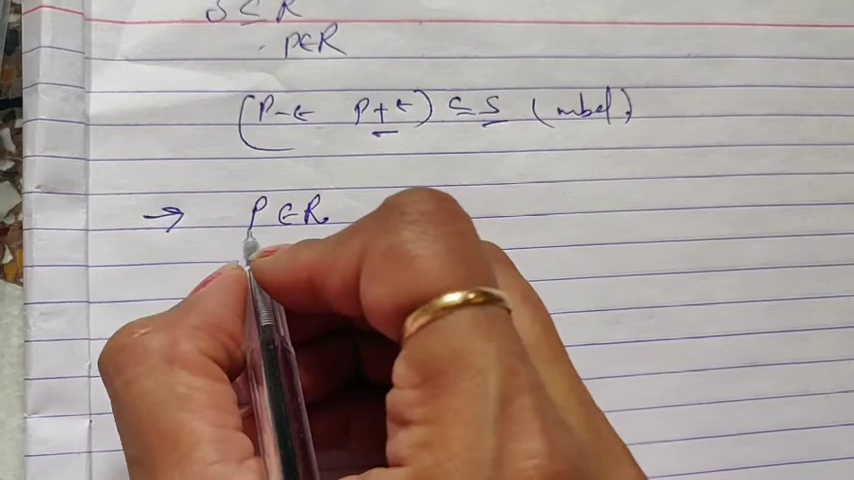 S ⊆ R
. P∈R
(P-∈ P+∈) ⊆ S (nbd.)
→ P ∈ R